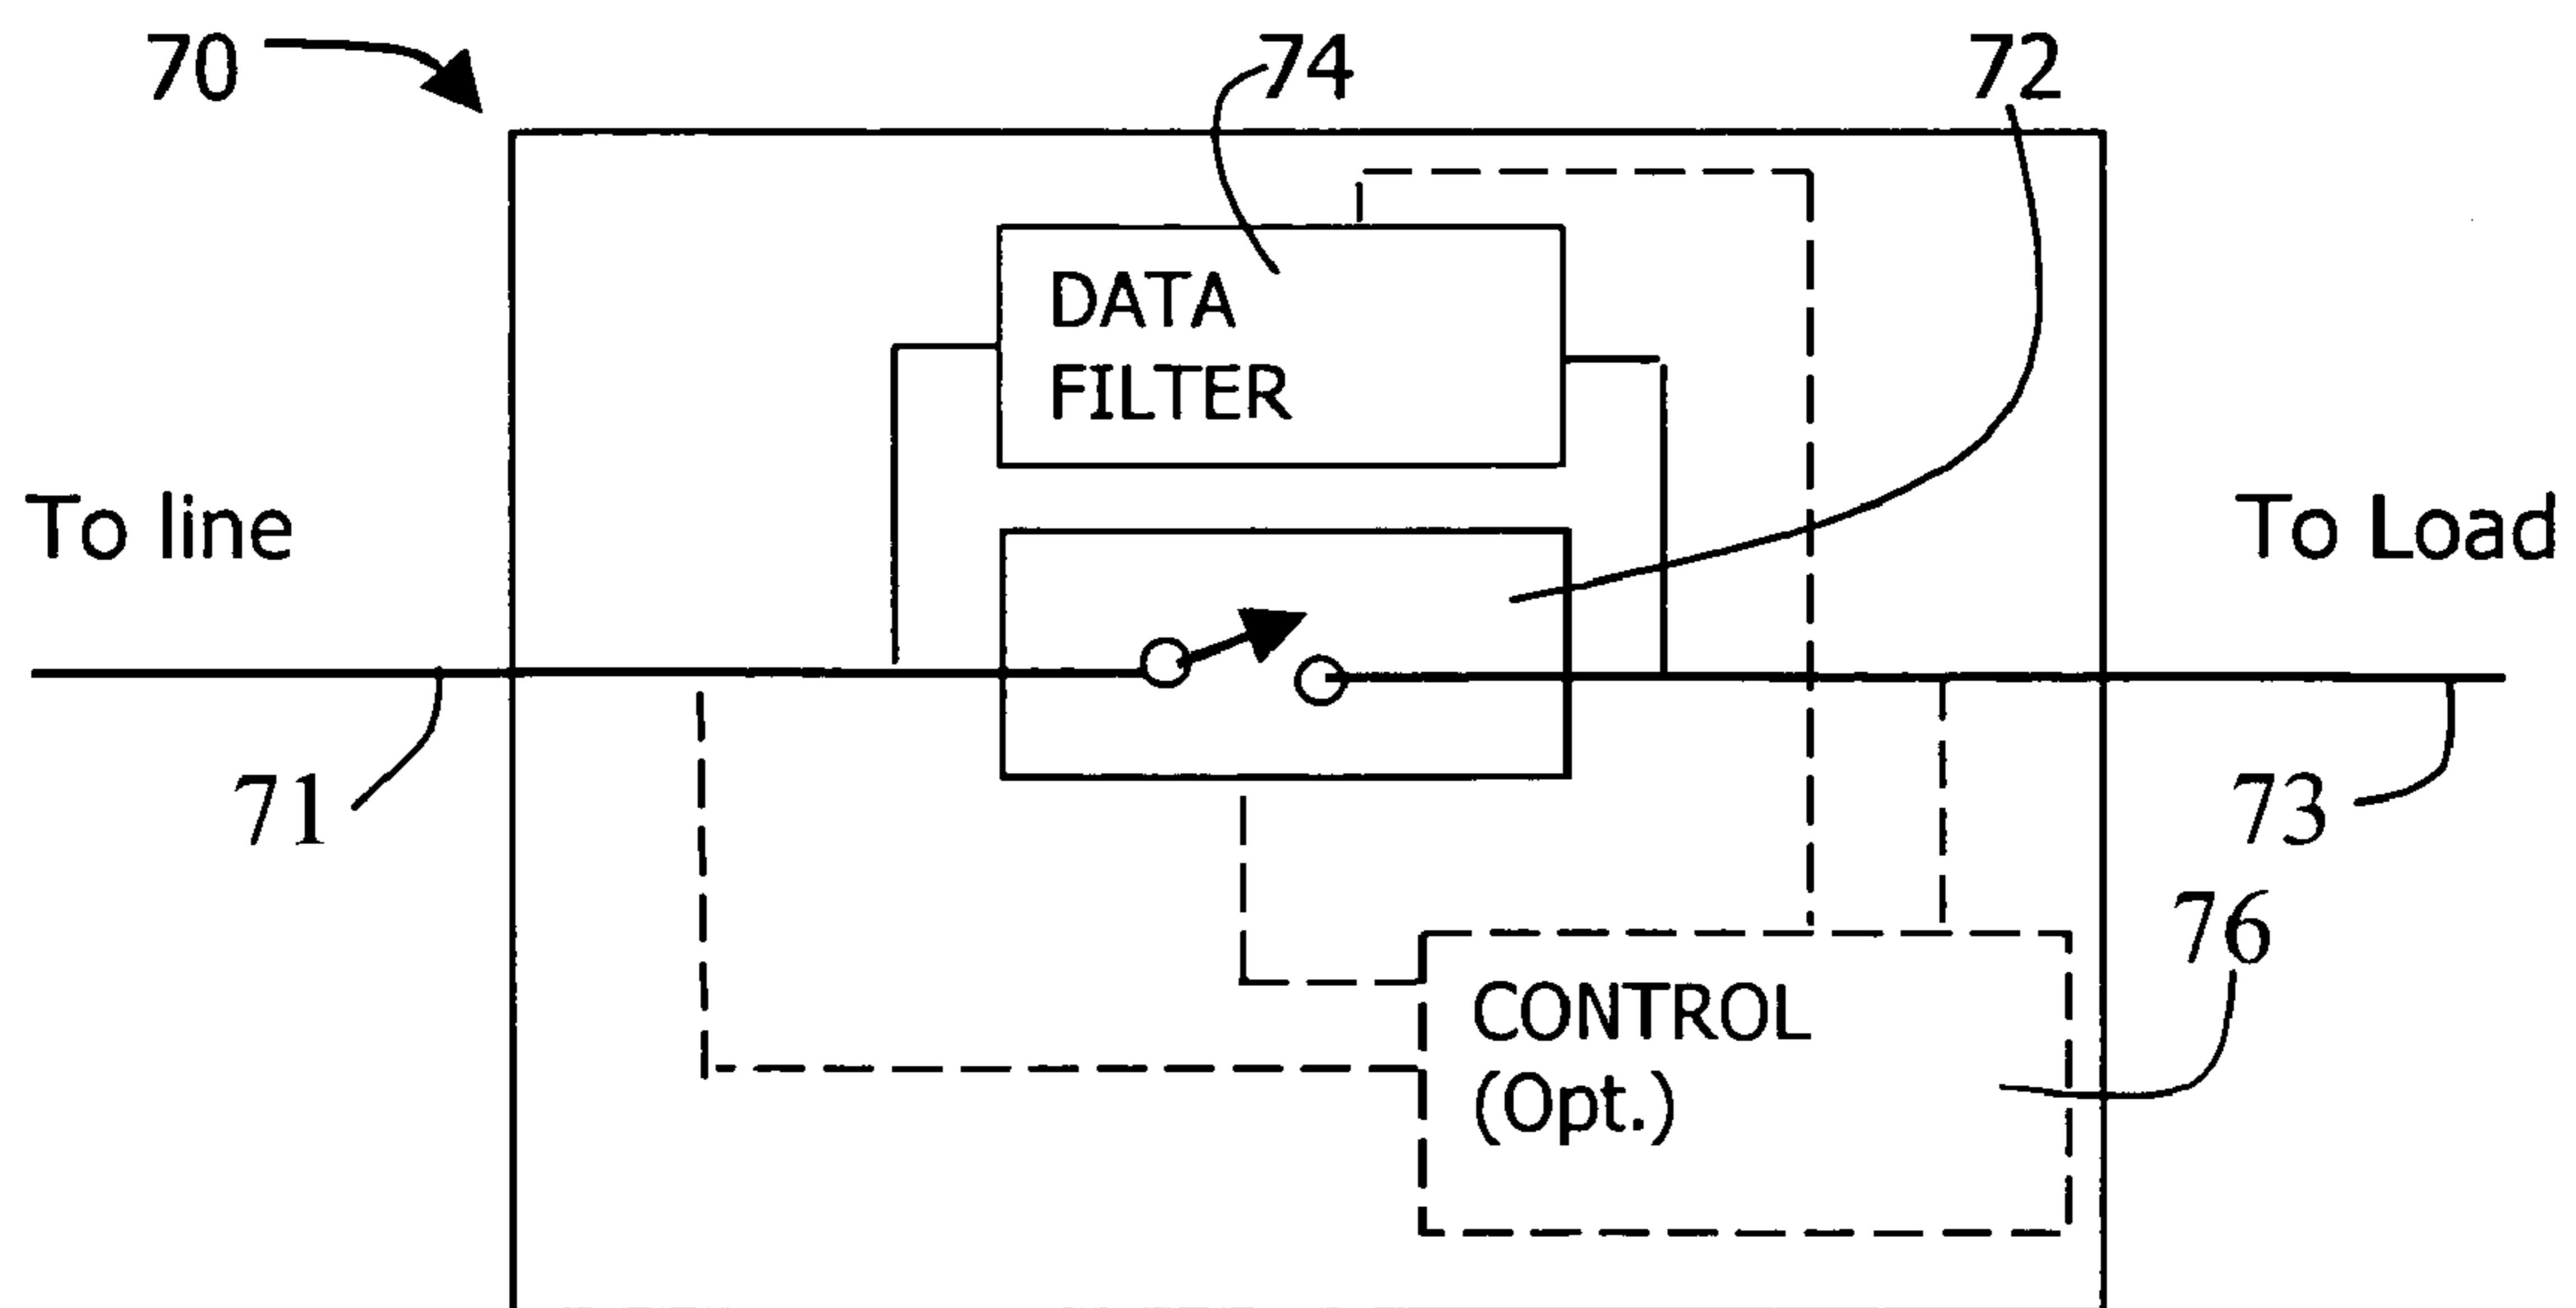 70
74
72
DATA
FILTER
To line
To Load
71
73
76
CONTROL
(Opt.)